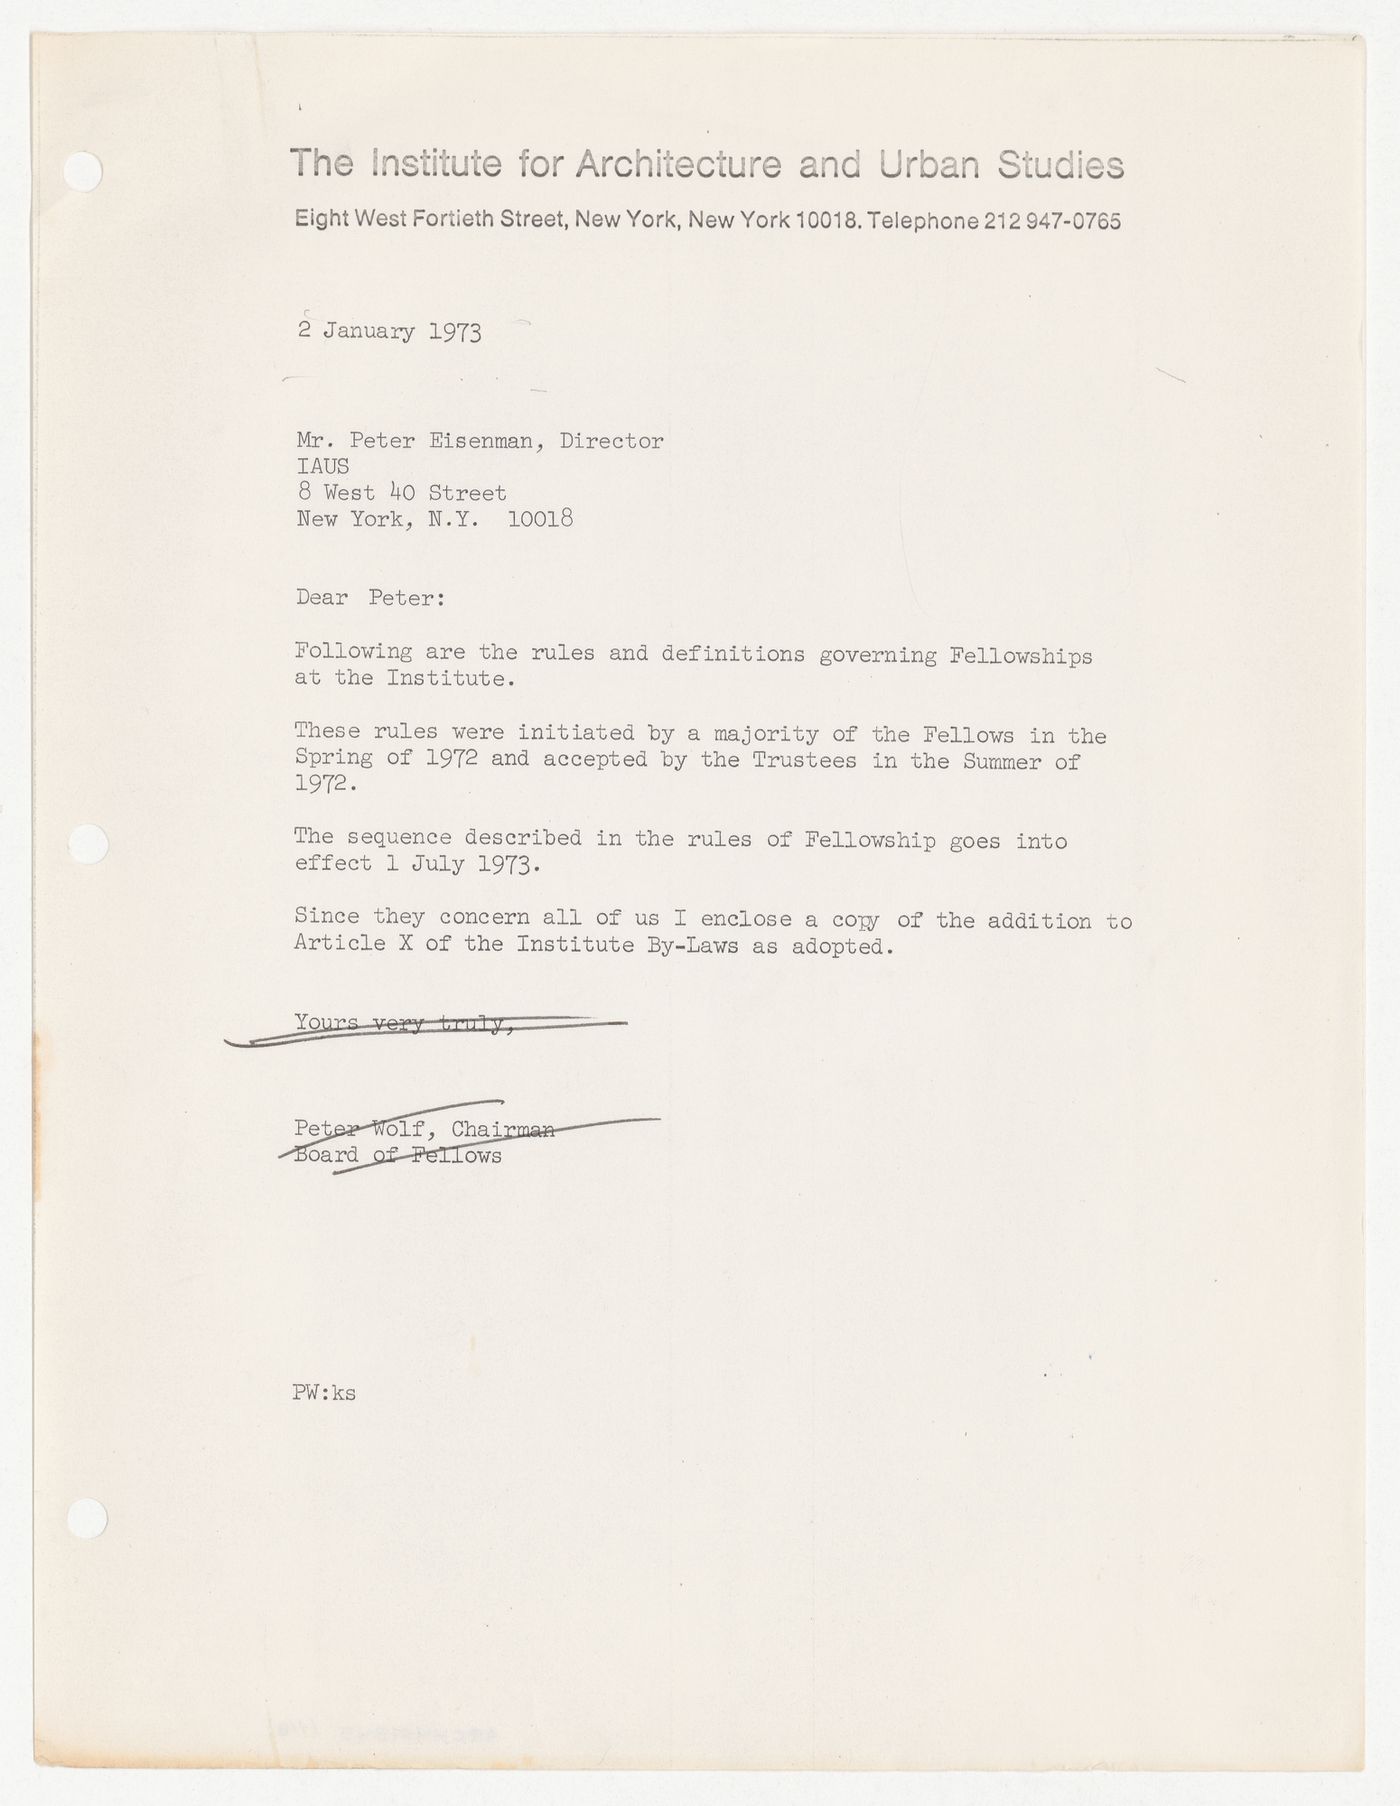 The Institute for Architecture and Urban Studies
Eight West Fortieth Street, New York, New York 10018. Telephone 212 947-0765
2 January 1973
Mr. Peter Eisenman, Director
IAUS
8 West 40 Street
New York, N.Y. 10018
Dear Peter:
Following are the rules and definitions governing Fellowships
at the Institute.
These rules were initiated by a majority of the Fellows in the
Spring of 1972 and accepted by the Trustees in the Summer of
1972.
The sequence described in the rules of Fellowship goes into
effect 1 July 1973.
Since they concern all of us I enclose a copy of the addition to
Article X of the Institute By-Laws as adopted.
Yours very truly,
Peter Wolf, Chairman
Board of Fellows
PW:ks